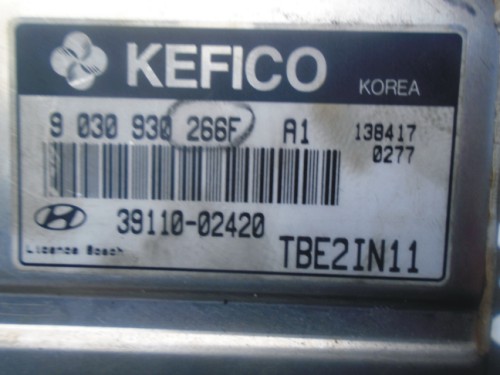 KEFICO
KOREA
9 030 930 266F A1 138417
0277
39110-02420
Licence Bosch TBE2IN11